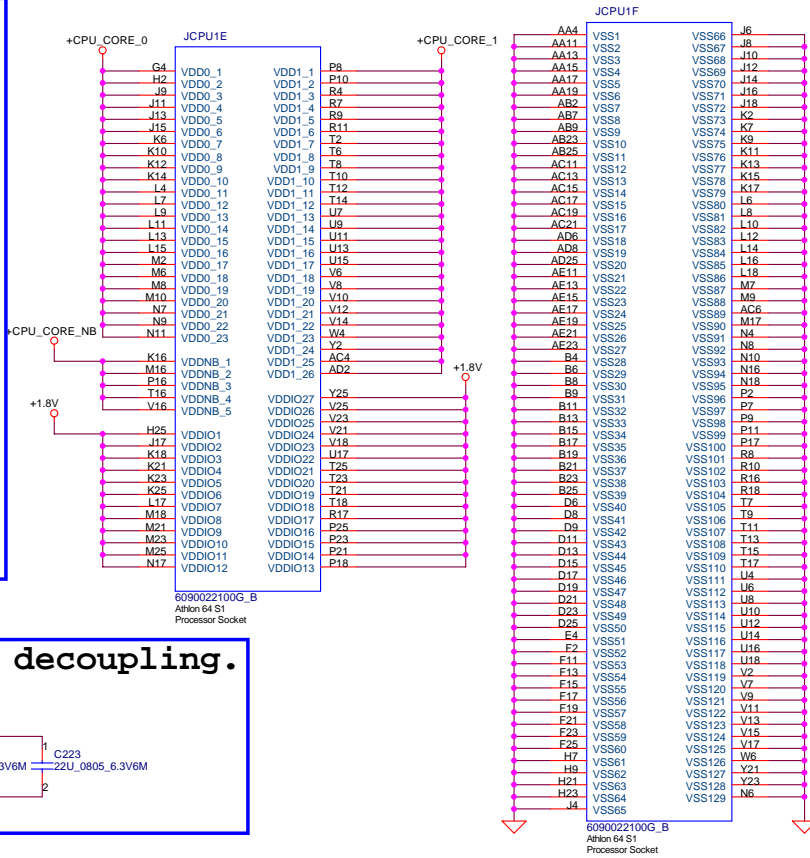 +CPU_CORE_0
JCPU1E
+CPU_CORE_1
G4 VDD0_1 VDD1_1 P8
H2 VDD0_2 VDD1_2 P10
J9 VDD0_3 VDD1_3 R4
J11 VDD0_4 VDD1_4 R7
J13 VDD0_5 VDD1_5 R9
J15 VDD0_6 VDD1_6 R11
K6 VDD0_7 VDD1_7 T2
K10 VDD0_8 VDD1_8 T6
K12 VDD0_9 VDD1_9 T8
K14 VDD0_10 VDD1_10 T10
L4 VDD0_11 VDD1_11 T12
L7 VDD0_12 VDD1_12 T14
L9 VDD0_13 VDD1_13 U7
L11 VDD0_14 VDD1_14 U9
L13 VDD0_15 VDD1_15 U11
L15 VDD0_16 VDD1_16 U13
M2 VDD0_17 VDD1_17 U15
M6 VDD0_18 VDD1_18 V6
M8 VDD0_19 VDD1_19 V8
M10 VDD0_20 VDD1_20 V10
N7 VDD0_21 VDD1_21 V12
N9 VDD0_22 VDD1_22 V14
N11 VDD0_23 VDD1_23 W4
VDD1_24 Y2
VDD1_25 AC4
VDD1_26 AD2
+CPU_CORE_NB
K16 VDDNB_1
M16 VDDNB_2
P16 VDDNB_3
T16 VDDNB_4
V16 VDDNB_5
+1.8V
+1.8V
VDDIO27 Y25
VDDIO26 V25
VDDIO25 V23
H25 VDDIO1 VDDIO24 V21
J17 VDDIO2 VDDIO23 V18
K18 VDDIO3 VDDIO22 U17
K21 VDDIO4 VDDIO21 T25
K23 VDDIO5 VDDIO20 T23
K25 VDDIO6 VDDIO19 T21
L17 VDDIO7 VDDIO18 T18
M18 VDDIO8 VDDIO17 R17
M21 VDDIO9 VDDIO16 P25
M23 VDDIO10 VDDIO15 P23
M25 VDDIO11 VDDIO14 P21
N17 VDDIO12 VDDIO13 P18
6090022100G_B
Athlon 64 S1
Processor Socket
decoupling.
1
C223
3V6M 22U_0805_6.3V6M
2
JCPU1F
AA4 VSS1 VSS66 J6
AA11 VSS2 VSS67 J8
AA13 VSS3 VSS68 J10
AA15 VSS4 VSS69 J12
AA17 VSS5 VSS70 J14
AA19 VSS6 VSS71 J16
AB2 VSS7 VSS72 J18
AB7 VSS8 VSS73 K2
AB9 VSS9 VSS74 K7
AB23 VSS10 VSS75 K9
AB25 VSS11 VSS76 K11
AC11 VSS12 VSS77 K13
AC13 VSS13 VSS78 K15
AC15 VSS14 VSS79 K17
AC17 VSS15 VSS80 L6
AC19 VSS16 VSS81 L8
AC21 VSS17 VSS82 L10
AD6 VSS18 VSS83 L12
AD8 VSS19 VSS84 L14
AD25 VSS20 VSS85 L16
AE11 VSS21 VSS86 L18
AE13 VSS22 VSS87 M7
AE15 VSS23 VSS88 M9
AE17 VSS24 VSS89 AC6
AE19 VSS25 VSS90 M17
AE21 VSS26 VSS91 N4
AE23 VSS27 VSS92 N8
B4 VSS28 VSS93 N10
B6 VSS29 VSS94 N16
B8 VSS30 VSS95 N18
B9 VSS31 VSS96 P2
B11 VSS32 VSS97 P7
B13 VSS33 VSS98 P9
B15 VSS34 VSS99 P11
B17 VSS35 VSS100 P17
B19 VSS36 VSS101 R8
B21 VSS37 VSS102 R10
B23 VSS38 VSS103 R16
B25 VSS39 VSS104 R18
D6 VSS40 VSS105 T7
D8 VSS41 VSS106 T9
D9 VSS42 VSS107 T11
D11 VSS43 VSS108 T13
D13 VSS44 VSS109 T15
D15 VSS45 VSS110 T17
D17 VSS46 VSS111 U4
D19 VSS47 VSS112 U6
D21 VSS48 VSS113 U8
D23 VSS49 VSS114 U10
D25 VSS50 VSS115 U12
E4 VSS51 VSS116 U14
F2 VSS52 VSS117 U16
F11 VSS53 VSS118 U18
F13 VSS54 VSS119 V2
F15 VSS55 VSS120 V7
F17 VSS56 VSS121 V9
F19 VSS57 VSS122 V11
F21 VSS58 VSS123 V13
F23 VSS59 VSS124 V15
F25 VSS60 VSS125 V17
H7 VSS61 VSS126 W6
H9 VSS62 VSS127 Y21
H21 VSS63 VSS128 Y23
H23 VSS64 VSS129 N6
J4 VSS65
6090022100G_B
Athlon 64 S1
Processor Socket